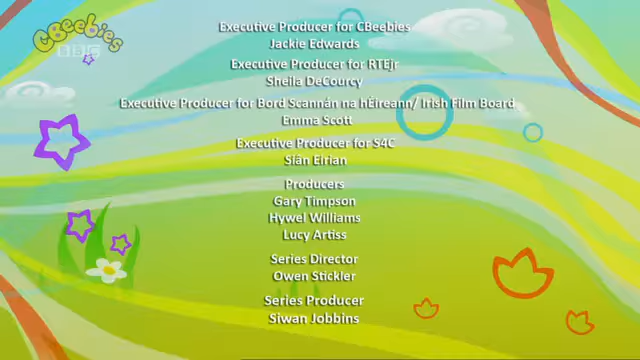 CBeebies
BBC
Executive Producer for CBeebies
Jackie Edwards
Executive Producer for RTEjr
Sheila DeCourcy
Executive Producer for Bord Scannán na hÉireann/ Irish Film Board
Emma Scott
Executive Producer for S4C
Siân Eirian
Producers
Gary Timpson
Hywel Williams
Lucy Artiss
Series Director
Owen Stickler
Series Producer
Siwan Jobbins